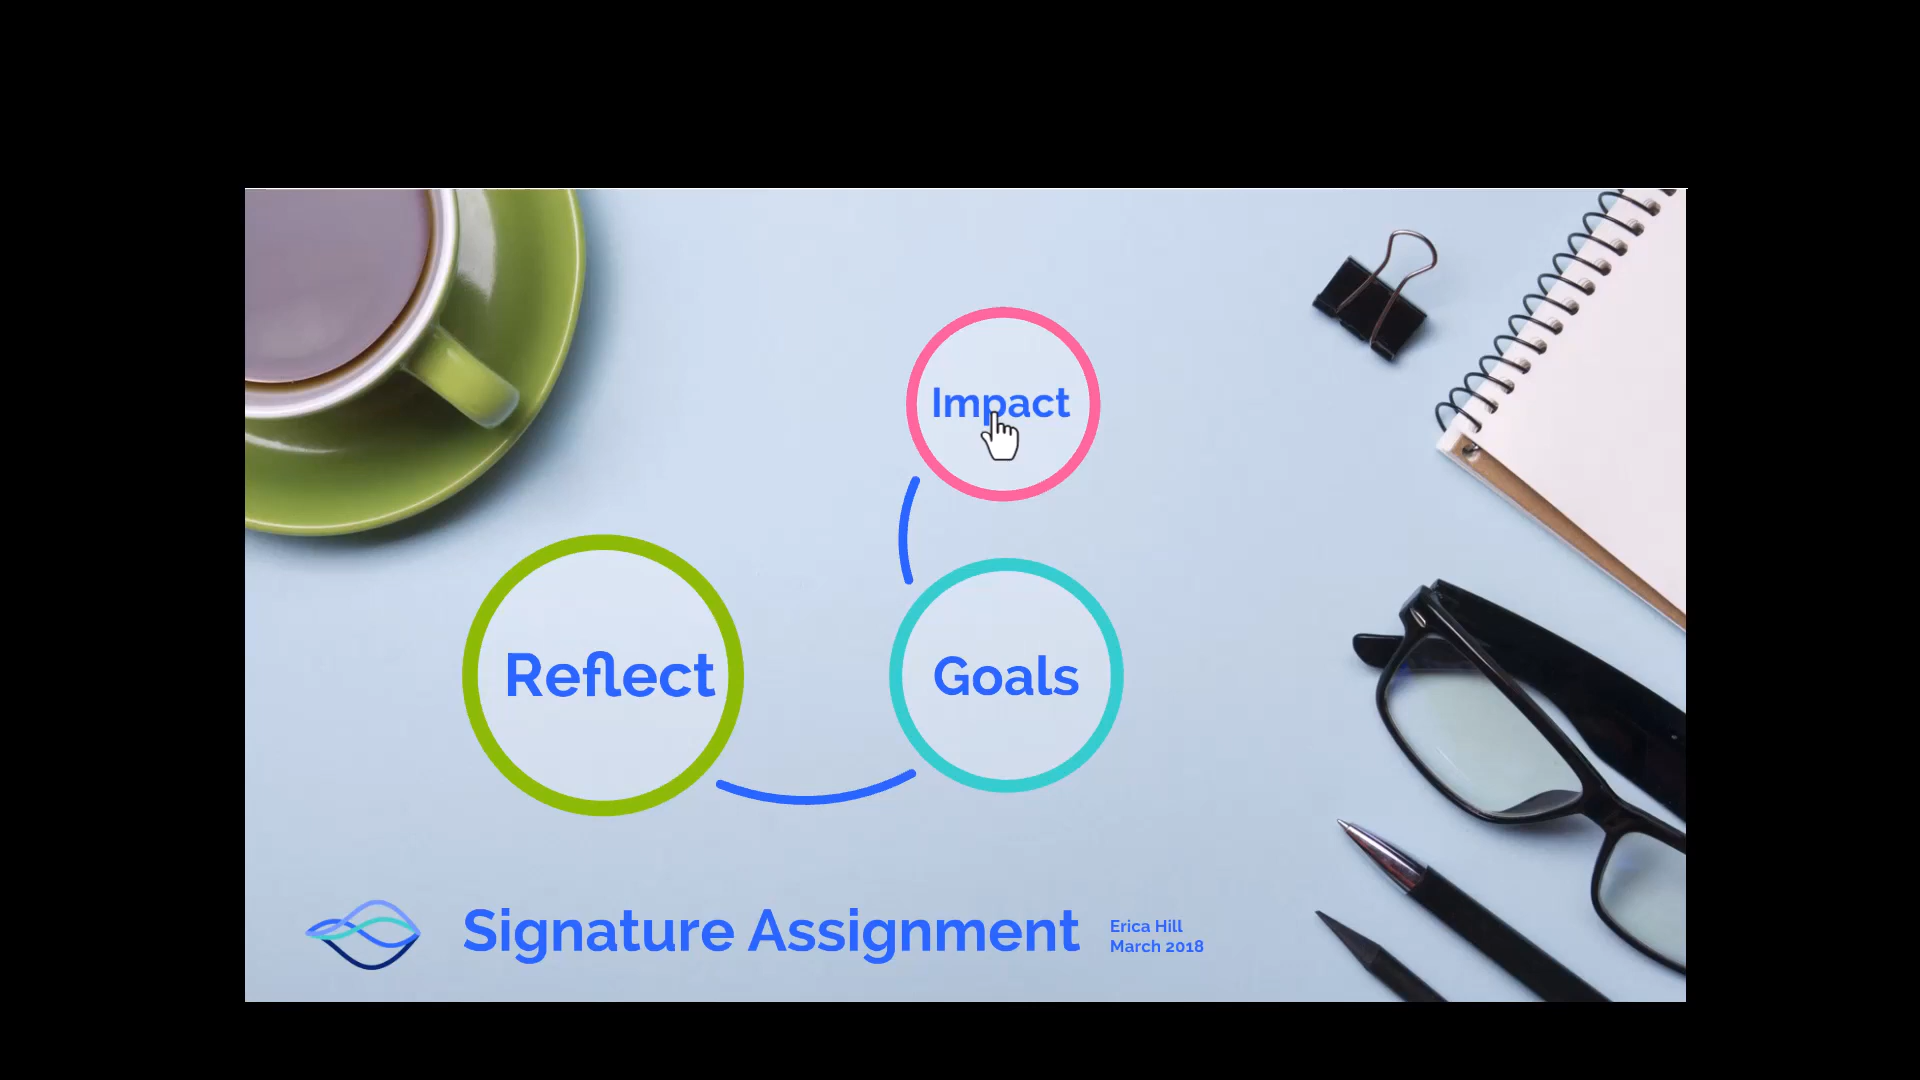 Impact
Reflect
Goals
Signature Assignment
Erica Hill
March 2018